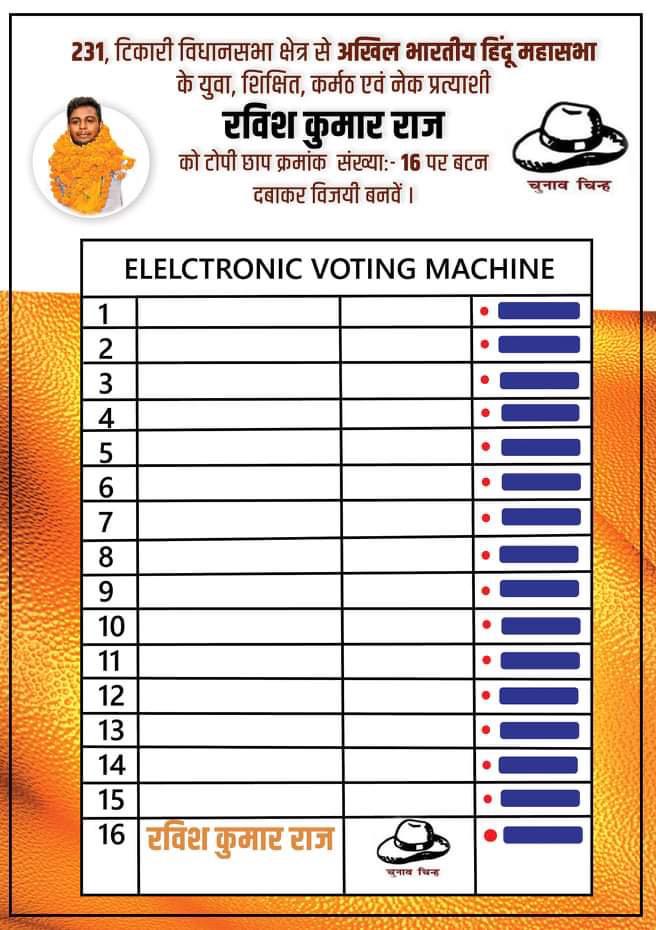 231, टिकारी विधानसभा क्षेत्र से अखिल भारतीय हिंदू महासभा
के युवा, शिक्षित, कर्मठ एवं नेक प्रत्याशी
रविश कुमार राज
को टोपी छाप क्रमांक संख्या:- 16 पर बटन
दबाकर विजयी बनवें ।
चुनाव चिन्ह
ELELCTRONIC VOTING MACHINE
1
2
3
4
5
6
7
8
9
10
11
12
13
14
15
16 रविश कुमार राज
चुनाव चिन्ह